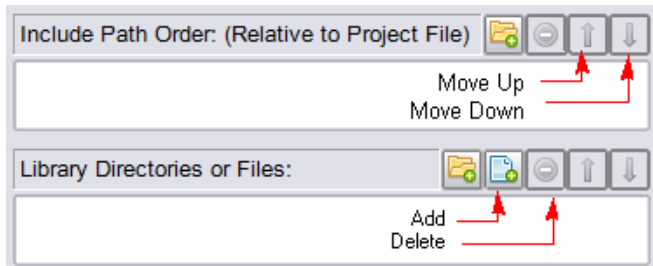 Include Path Order: (Relative to Project File)
Move Up
Move Down
Library Directories or Files:
Add
Delete